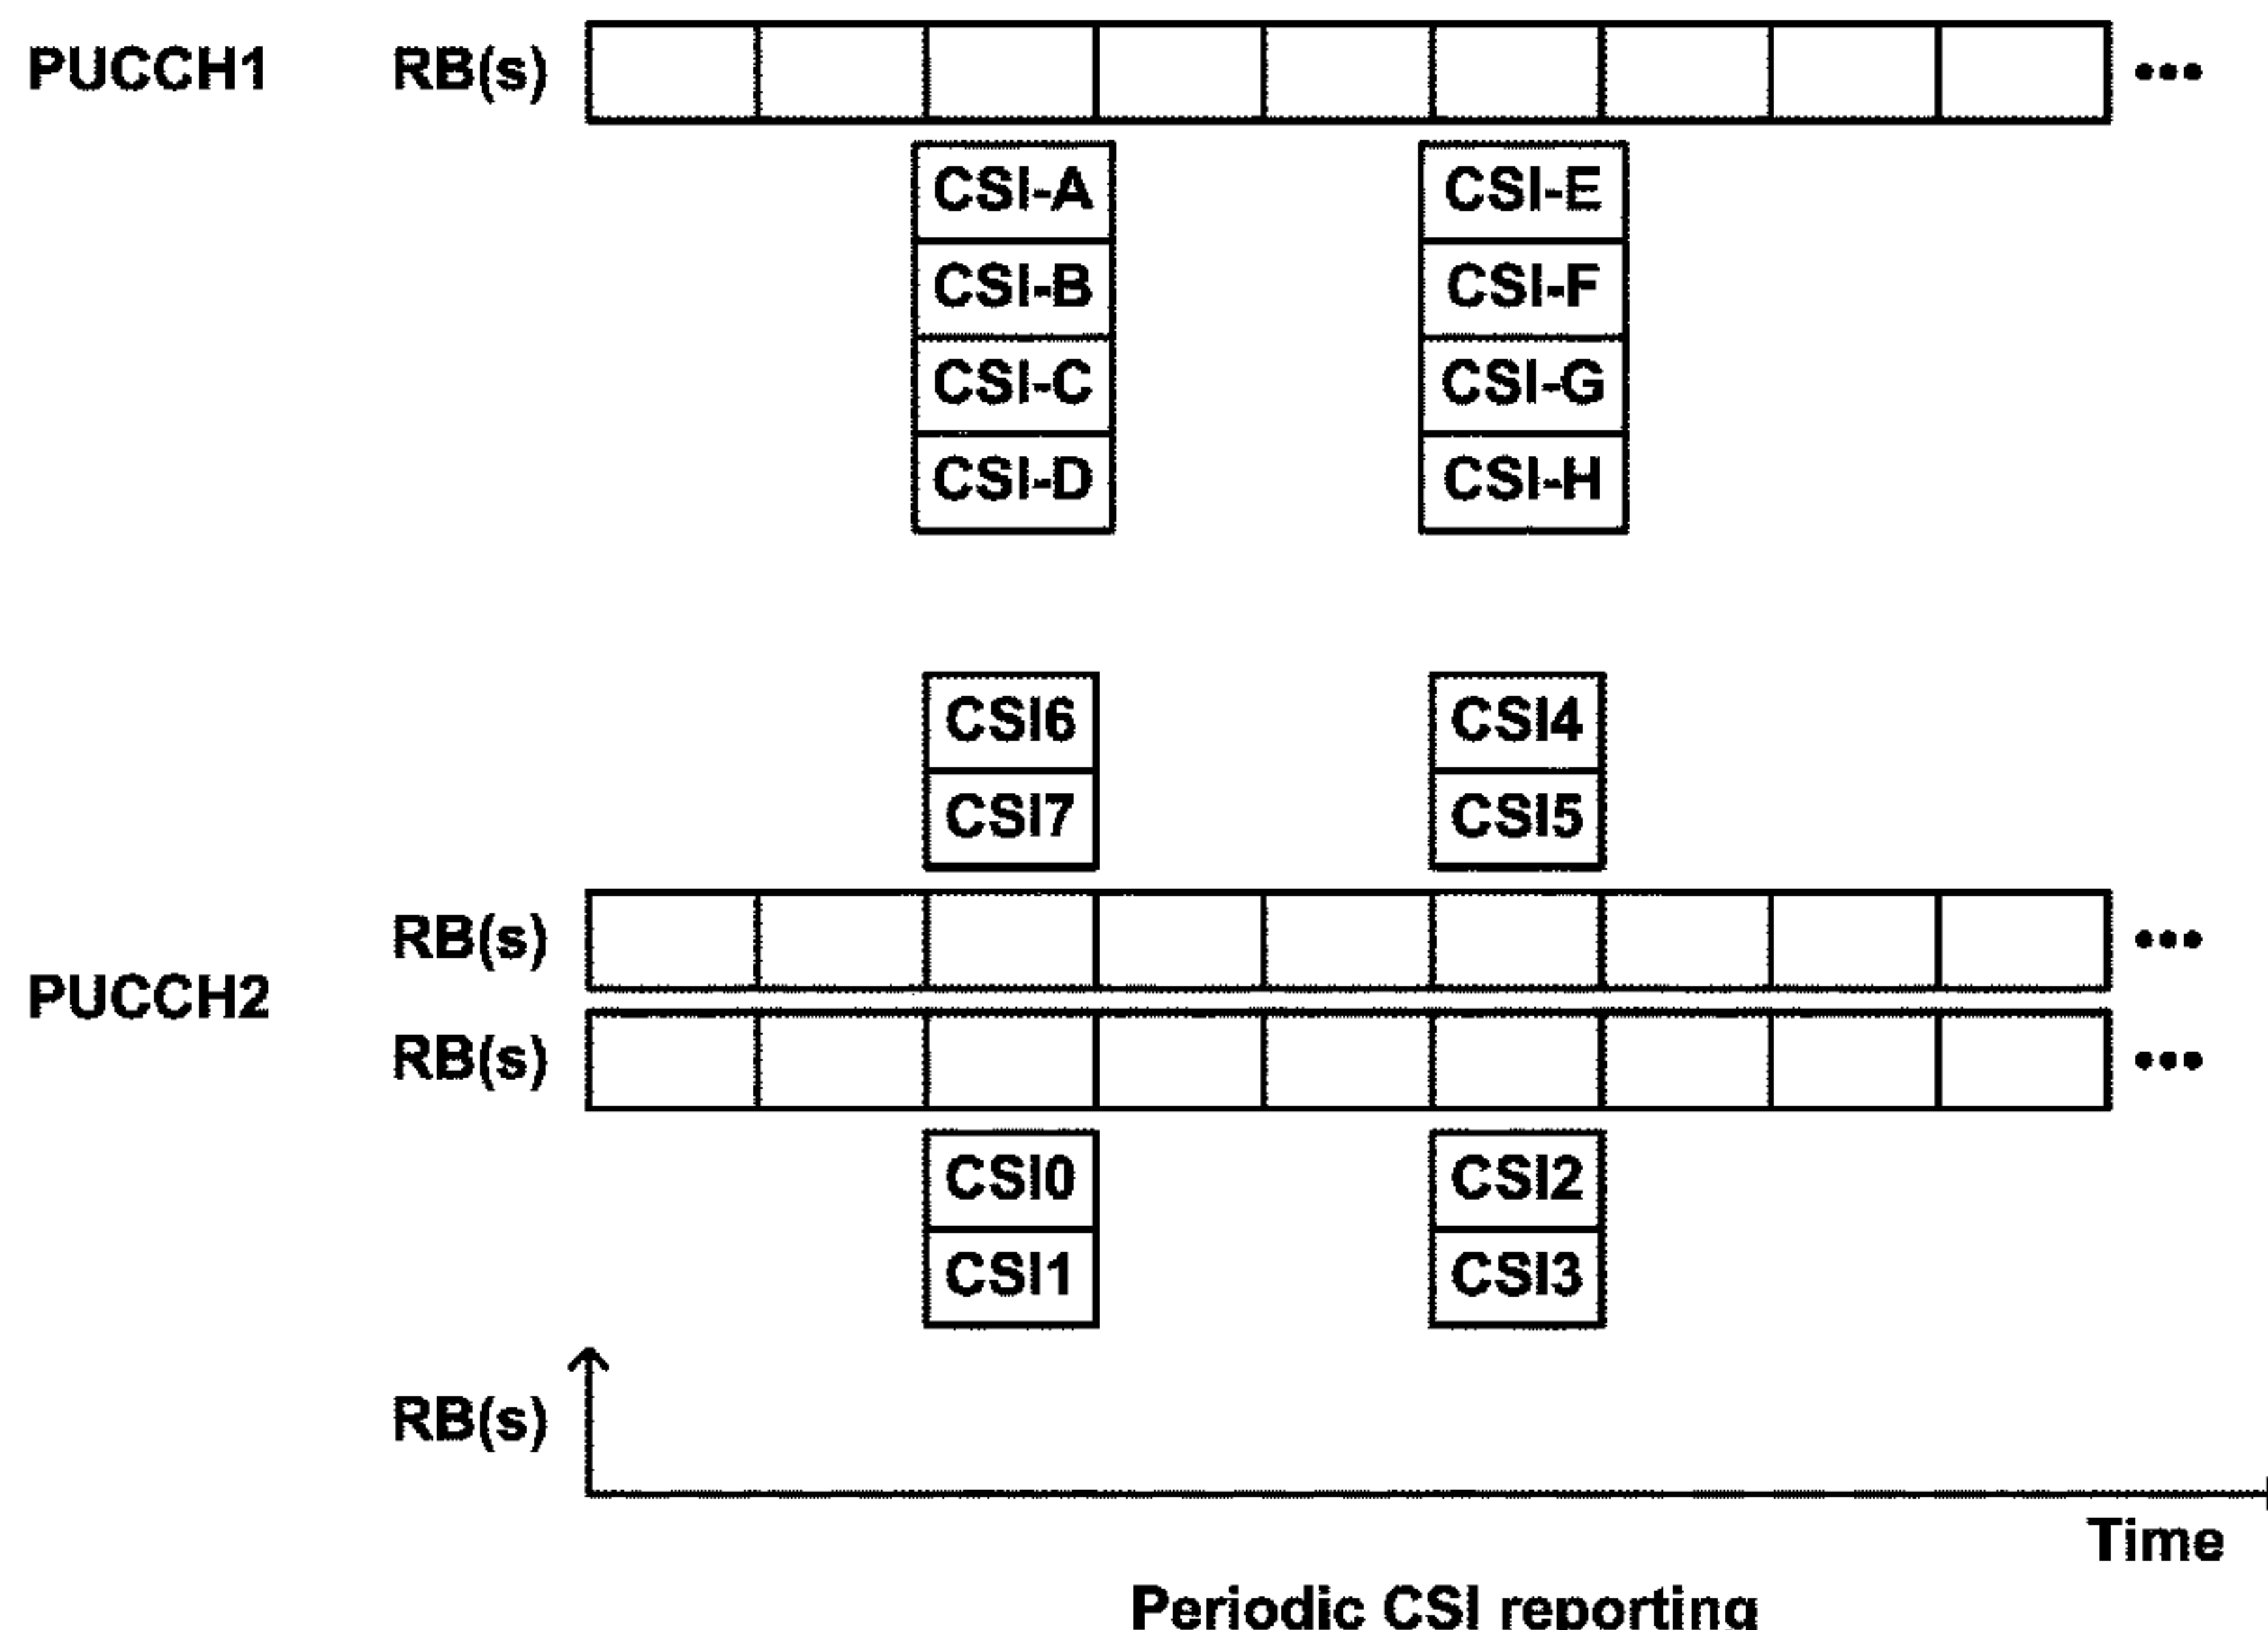 PUCCH1 RB(s) •••
CSI-A CSI-E
CSI-B CSI-F
CSI-C CSI-G
CSI-D CSI-H
CSI6 CSI4
CSI7 CSI5
RB(s) •••
PUCCH2
RB(s) •••
CSI0 CSI2
CSI1 CSI3
RB(s)
Time
Periodic CSI reporting